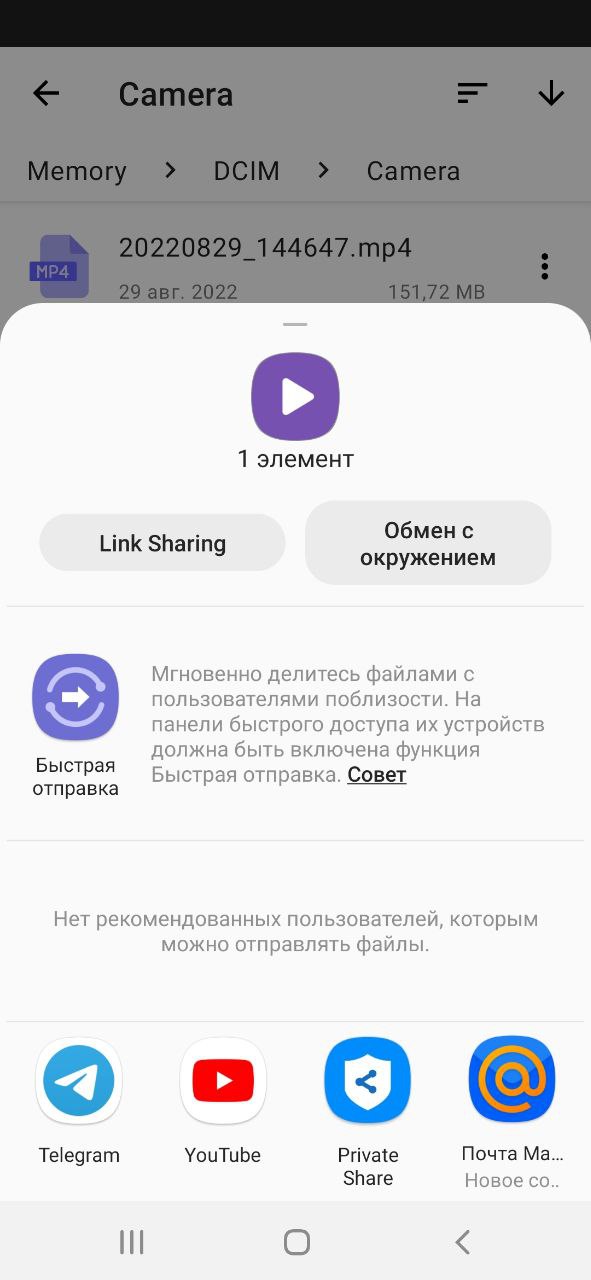 Camera
Memory > DCIM > Camera
20220829_144647.mp4
MP4
29 авг. 2022 151,72 MB
1 элемент
Link Sharing
Обмен с
окружением
Мгновенно делитесь файлами с
пользователями поблизости. На
панели быстрого доступа их устройств
должна быть включена функция
Быстрая отправка. Совет
Быстрая
отправка
Нет рекомендованных пользователей, которым
можно отправлять файлы.
Telegram
YouTube
Private
Share
Почта Ma...
Новое со..